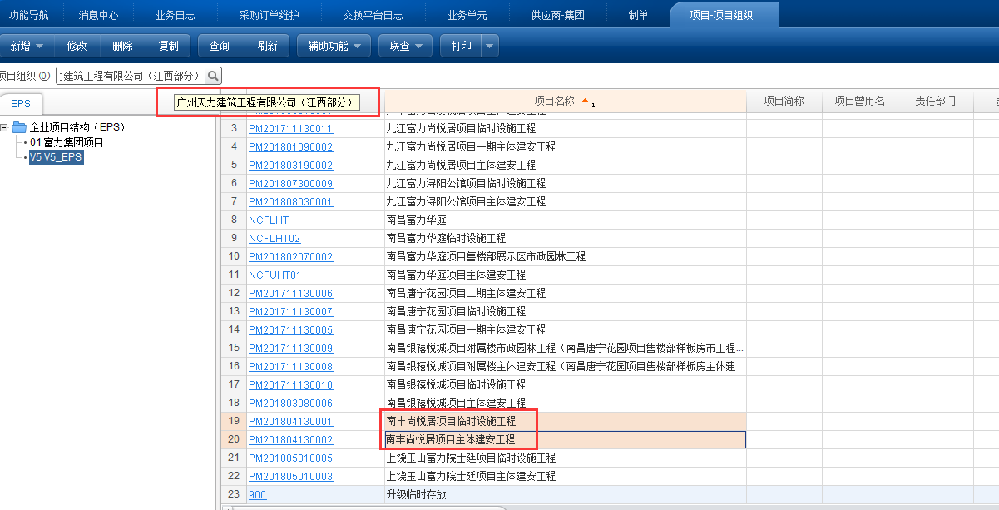 功能导航 消息中心 业务日志 采购订单维护 交换平台日志 业务单元 供应商-集团 制单 项目-项目组织
新增 修改 删除 复制 查询 刷新 辅助功能 联查 打印
项目组织(O) 建筑工程有限公司（江西部分）
EPS
广州天力建筑工程有限公司（江西部分）
企业项目结构（EPS）
01 富力集团项目
V5 V5_EPS
项目名称 1 项目简称 项目曾用名 责任部门
3 PM201711130011 九江富力尚悦居项目临时设施工程
4 PM201801090002 九江富力尚悦居项目一期主体建安工程
5 PM201803190002 九江富力尚悦居项目主体建安工程
6 PM201807300009 九江富力浔阳公馆项目临时设施工程
7 PM201808030001 九江富力浔阳公馆项目主体建安工程
8 NCFLHT 南昌富力华庭
9 NCFLHT02 南昌富力华庭临时设施工程
10 PM201802070002 南昌富力华庭项目售楼部展示区市政园林工程
11 NCFUHT01 南昌富力华庭项目主体建安工程
12 PM201711130006 南昌唐宁花园项目二期主体建安工程
13 PM201711130007 南昌唐宁花园项目临时设施工程
14 PM201711130005 南昌唐宁花园项目一期主体建安工程
15 PM201711130009 南昌银禧悦城项目附属楼市政园林工程（南昌唐宁花园项目售楼部样板房市工程...
16 PM201711130008 南昌银禧悦城项目附属楼主体建安工程（南昌唐宁花园项目售楼部样板房主体建...
17 PM201711130010 南昌银禧悦城项目临时设施工程
18 PM201803080006 南昌银禧悦城项目主体建安工程
19 PM201804130001 南丰尚悦居项目临时设施工程
20 PM201804130002 南丰尚悦居项目主体建安工程
21 PM201805010005 上饶玉山富力院士廷项目临时设施工程
22 PM201805010003 上饶玉山富力院士廷项目主体建安工程
23 900 升级临时存放